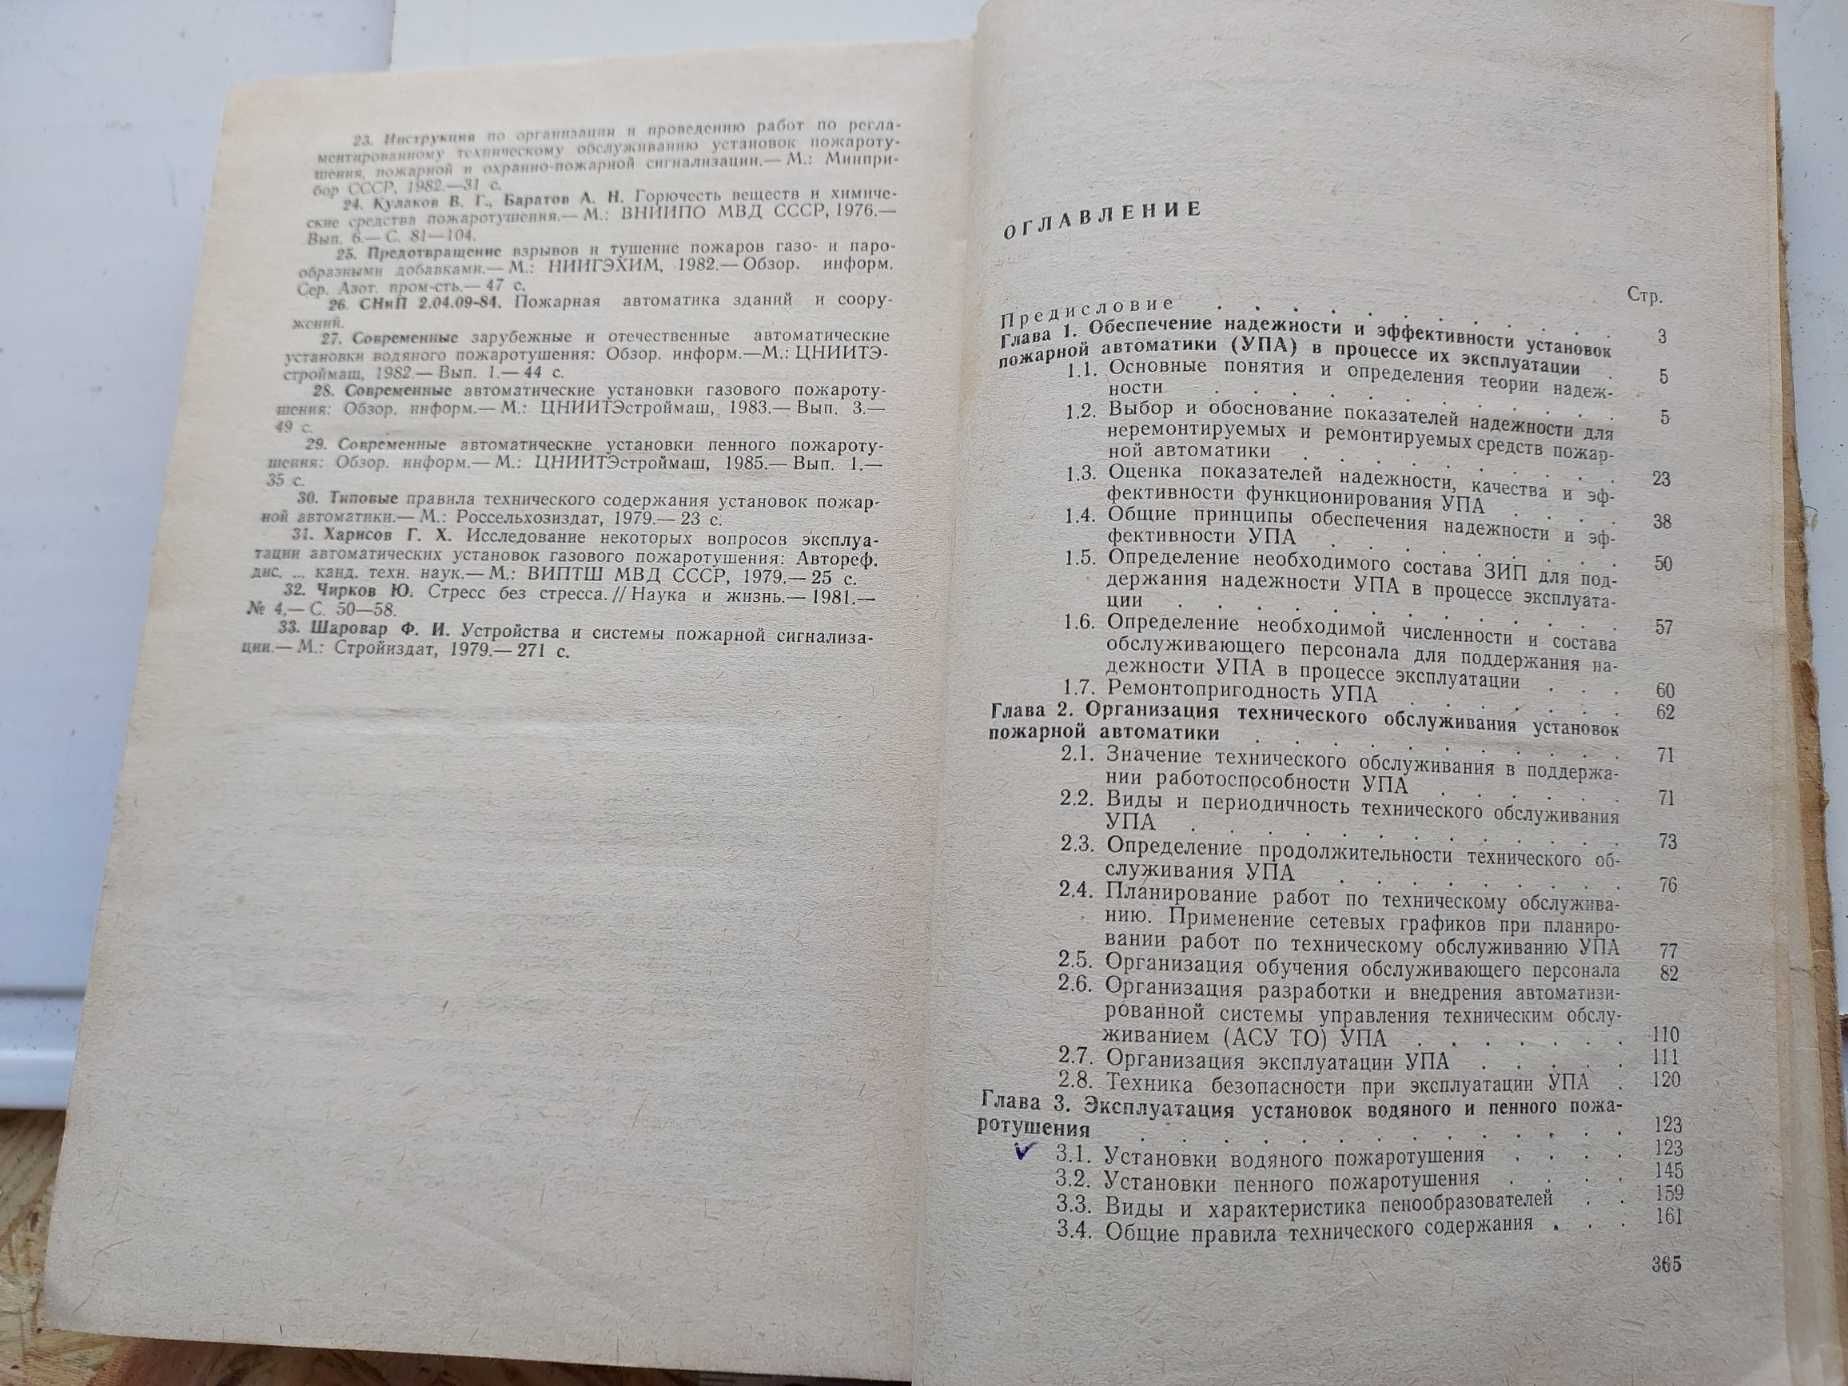 23. Инструкция по организации и проведению работ по регла-
ментированному техническому обслуживанию установок пожароту-
шения, пожарной и охранно-пожарной сигнализации.— М.: Минпри-
бор СССР, 1982.—31 с.
24. Кулаков В. Г., Баратов А. Н. Горючесть веществ и химиче-
ские средства пожаротушения.— М.: ВНИИПО МВД СССР, 1976.—
Вып. 6.— С. 81—104.
25. Предотвращение взрывов и тушение пожаров газо- и паро-
образными добавками.— М.: НИИГЭХИМ, 1982.— Обзор. информ.
Сер. Азот. пром-сть.— 47 с.
26. СНиП 2.04.09-84. Пожарная автоматика зданий и соору-
жений.
27. Современные зарубежные и отечественные автоматические
установки водяного пожаротушения: Обзор. информ.—М.: ЦНИИТЭ-
строймаш, 1982.— Вып. 1.— 44 с.
28. Современные автоматические установки газового пожароту-
шения: Обзор. информ.— М.: ЦНИИТЭстроймаш, 1983.— Вып. 3.—
49 с.
29. Современные автоматические установки пенного пожароту-
шения: Обзор. информ.— М.: ЦНИИТЭстроймаш, 1985.— Вып. 1.—
35 с.
30. Типовые правила технического содержания установок пожар-
ной автоматики.— М.: Россельхозиздат, 1979.— 23 с.
31. Харисов Г. Х. Исследование некоторых вопросов эксплуа-
тации автоматических установок газового пожаротушения: Автореф.
дис. ... канд. техн. наук.— М.: ВИПТШ МВД СССР, 1979.— 25 с.
32. Чирков Ю. Стресс без стресса. // Наука и жизнь.— 1981.—
№ 4.— С. 50—58.
33. Шаровар Ф. И. Устройства и системы пожарной сигнализа-
ции.— М.: Стройиздат, 1979.— 271 с.
ОГЛАВЛЕНИЕ
Стр.
Предисловие . . . . . . . . . . . 3
Глава 1. Обеспечение надежности и эффективности установок
пожарной автоматики (УПА) в процессе их эксплуатации . 5
1.1. Основные понятия и определения теории надеж-
ности . . . . . . . . . . . 5
1.2. Выбор и обоснование показателей надежности для
неремонтируемых и ремонтируемых средств пожар-
ной автоматики . . . . . . . . . 23
1.3. Оценка показателей надежности, качества и эф-
фективности функционирования УПА . . . . 38
1.4. Общие принципы обеспечения надежности и эф-
фективности УПА . . . . . . . . 50
1.5. Определение необходимого состава ЗИП для под-
держания надежности УПА в процессе эксплуата-
ции . . . . . . . . . . . . 57
1.6. Определение необходимой численности и состава
обслуживающего персонала для поддержания на-
дежности УПА в процессе эксплуатации . . . 60
1.7. Ремонтопригодность УПА . . . . . . . 62
Глава 2. Организация технического обслуживания установок
пожарной автоматики . . . . . . . . . . 71
2.1. Значение технического обслуживания в поддержа-
нии работоспособности УПА . . . . . . 71
2.2. Виды и периодичность технического обслуживания
УПА . . . . . . . . . . . . 73
2.3. Определение продолжительности технического об-
служивания УПА . . . . . . . . 76
2.4. Планирование работ по техническому обслужива-
нию. Применение сетевых графиков при планиро-
вании работ по техническому обслуживанию УПА 77
2.5. Организация обучения обслуживающего персонала 82
2.6. Организация разработки и внедрения автоматизи-
рованной системы управления техническим обслу-
живанием (АСУ ТО) УПА . . . . . . 110
2.7. Организация эксплуатации УПА . . . . . 111
2.8. Техника безопасности при эксплуатации УПА . 120
Глава 3. Эксплуатация установок водяного и пенного пожа-
ротушения . . . . . . . . . . . . . 123
3.1. Установки водяного пожаротушения . . . . 123
3.2. Установки пенного пожаротушения . . . . 145
3.3. Виды и характеристика пенообразователей . . 159
3.4. Общие правила технического содержания . . . 161
365